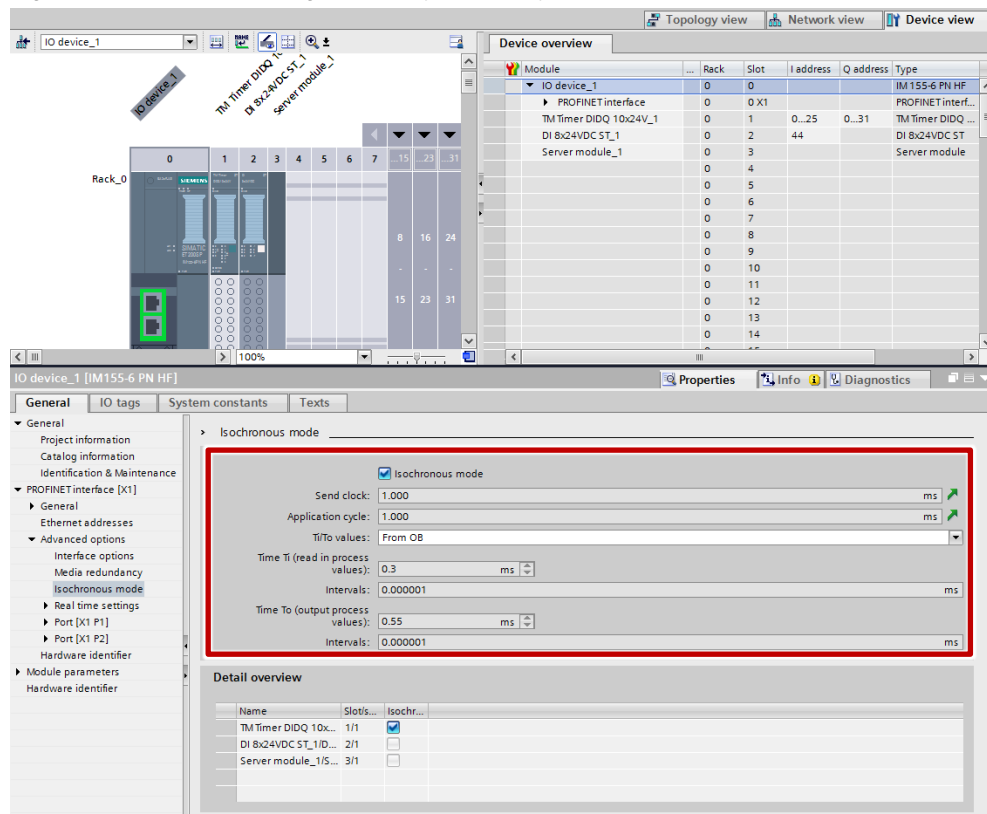 Topology view Network view Device view
IO device_1
Device overview
IO device_1
TM Timer DIDQ 10
DI 8x24VDC ST_1
Server module_1
Module ... Rack Slot I address Q address Type
IO device_1 0 0 IM 155-6 PN HF
PROFINET interface 0 0 X1 PROFINET interf...
TM Timer DIDQ 10x24V_1 0 1 0...25 0...31 TM Timer DIDQ ...
DI 8x24VDC ST_1 0 2 44 DI 8x24VDC ST
Server module_1 0 3 Server module
0 4
0 5
0 6
0 7
0 8
0 9
0 10
0 11
0 12
0 13
0 14
0 1 2 3 4 5 6 7 ...15 ...23 ...31
Rack_0
SIEMENS
8 16 24
- - -
15 23 31
100%
IO device_1 [IM155-6 PN HF]
Properties Info Diagnostics
General IO tags System constants Texts
General
Project information
Catalog information
Identification & Maintenance
PROFINET interface [X1]
General
Ethernet addresses
Advanced options
Interface options
Media redundancy
Isochronous mode
Real time settings
Port [X1 P1]
Port [X1 P2]
Hardware identifier
Module parameters
Hardware identifier
Isochronous mode
Isochronous mode
Send clock: 1.000 ms
Application cycle: 1.000 ms
Ti/To values: From OB
Time Ti (read in process
values): 0.3 ms
Intervals: 0.000001 ms
Time To (output process
values): 0.55 ms
Intervals: 0.000001 ms
Detail overview
Name Slot/s... Isochr...
TM Timer DIDQ 10x... 1/1
DI 8x24VDC ST_1/D... 2/1
Server module_1/S... 3/1